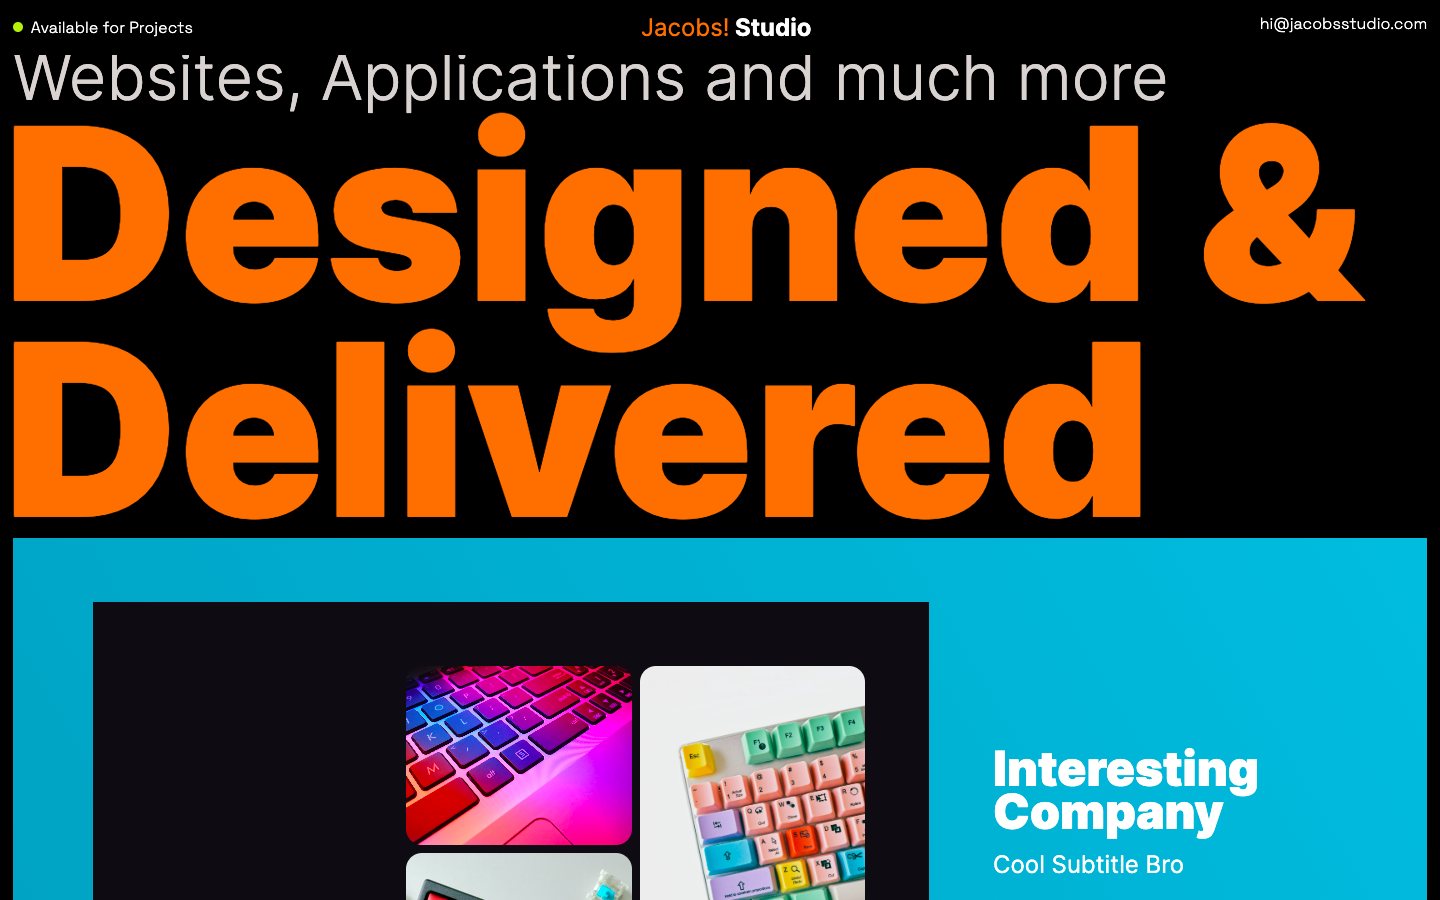 Available for Projects
Jacobs! Studio
hi@jacobsstudio.com
Websites, Applications and much more
Designed &
Delivered
Interesting
Company
Cool Subtitle Bro